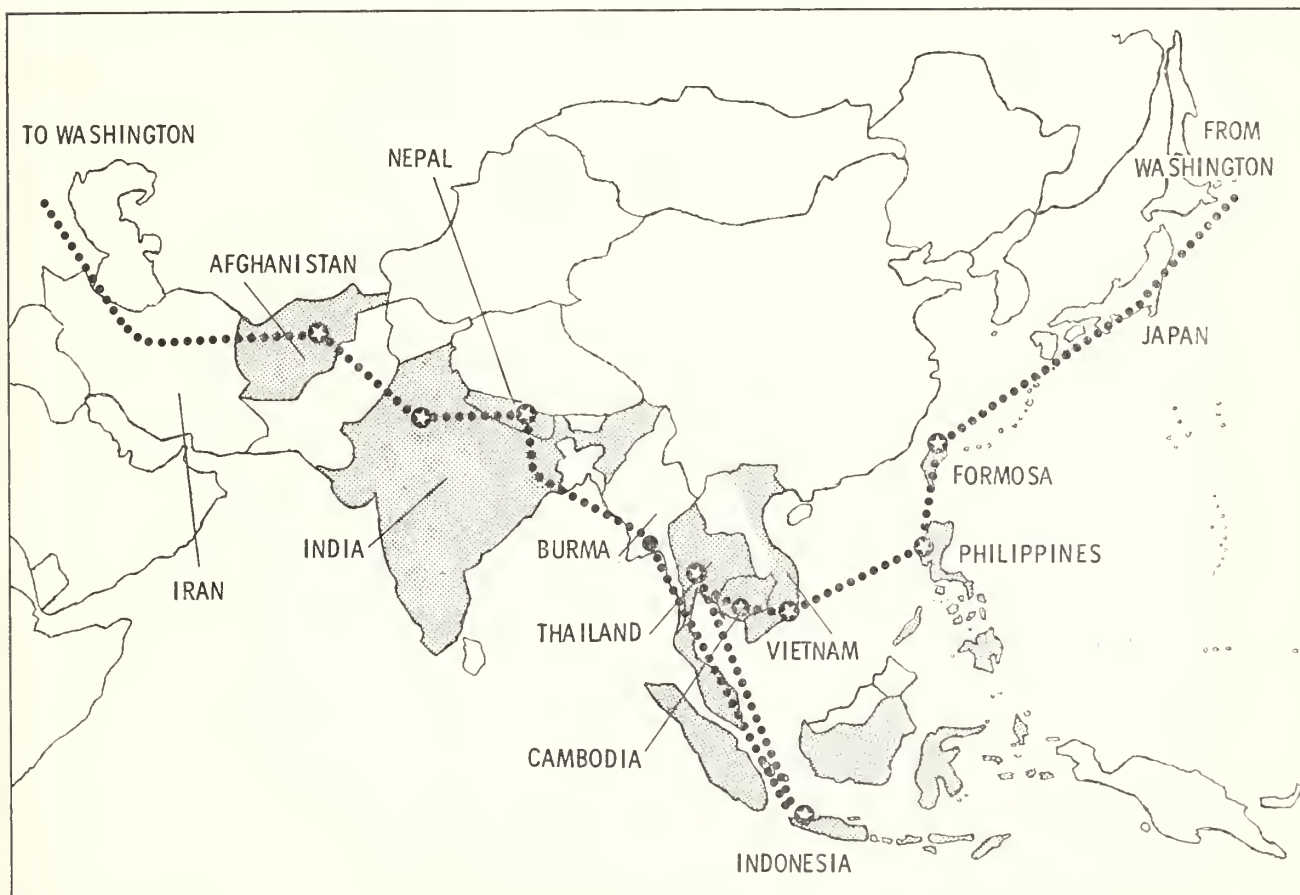 TO WASHINGTON
NEPAL
FROM
WASHINGTON
AFGHANISTAN
JAPAN
FORMOSA
INDIA
BURMA
PHILIPPINES
IRAN
THAILAND
VIETNAM
CAMBODIA
INDONESIA